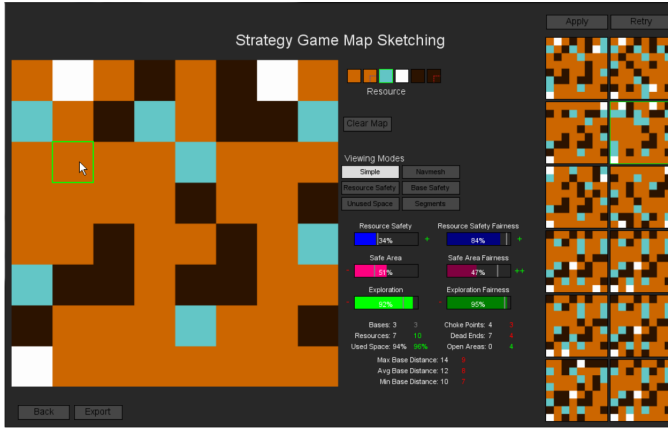 Apply Retry
Strategy Game Map Sketching
Resource
Clear Map
Viewing Modes
Simple Navmesh
Resource Safety Base Safety
Unused Space Segments
Resource Safety Resource Safety Fairness
34% + 84% +
Safe Area Safe Area Fairness
- 51% 47% ++
Exploration Exploration Fairness
- 92% - 95%
Bases: 3 3 Choke Points: 4 3
Resources: 7 10 Dead Ends: 7 4
Used Space: 94% 96% Open Areas: 0 4
Max Base Distance: 14 9
Avg Base Distance: 12 8
Min Base Distance: 10 7
Back Export